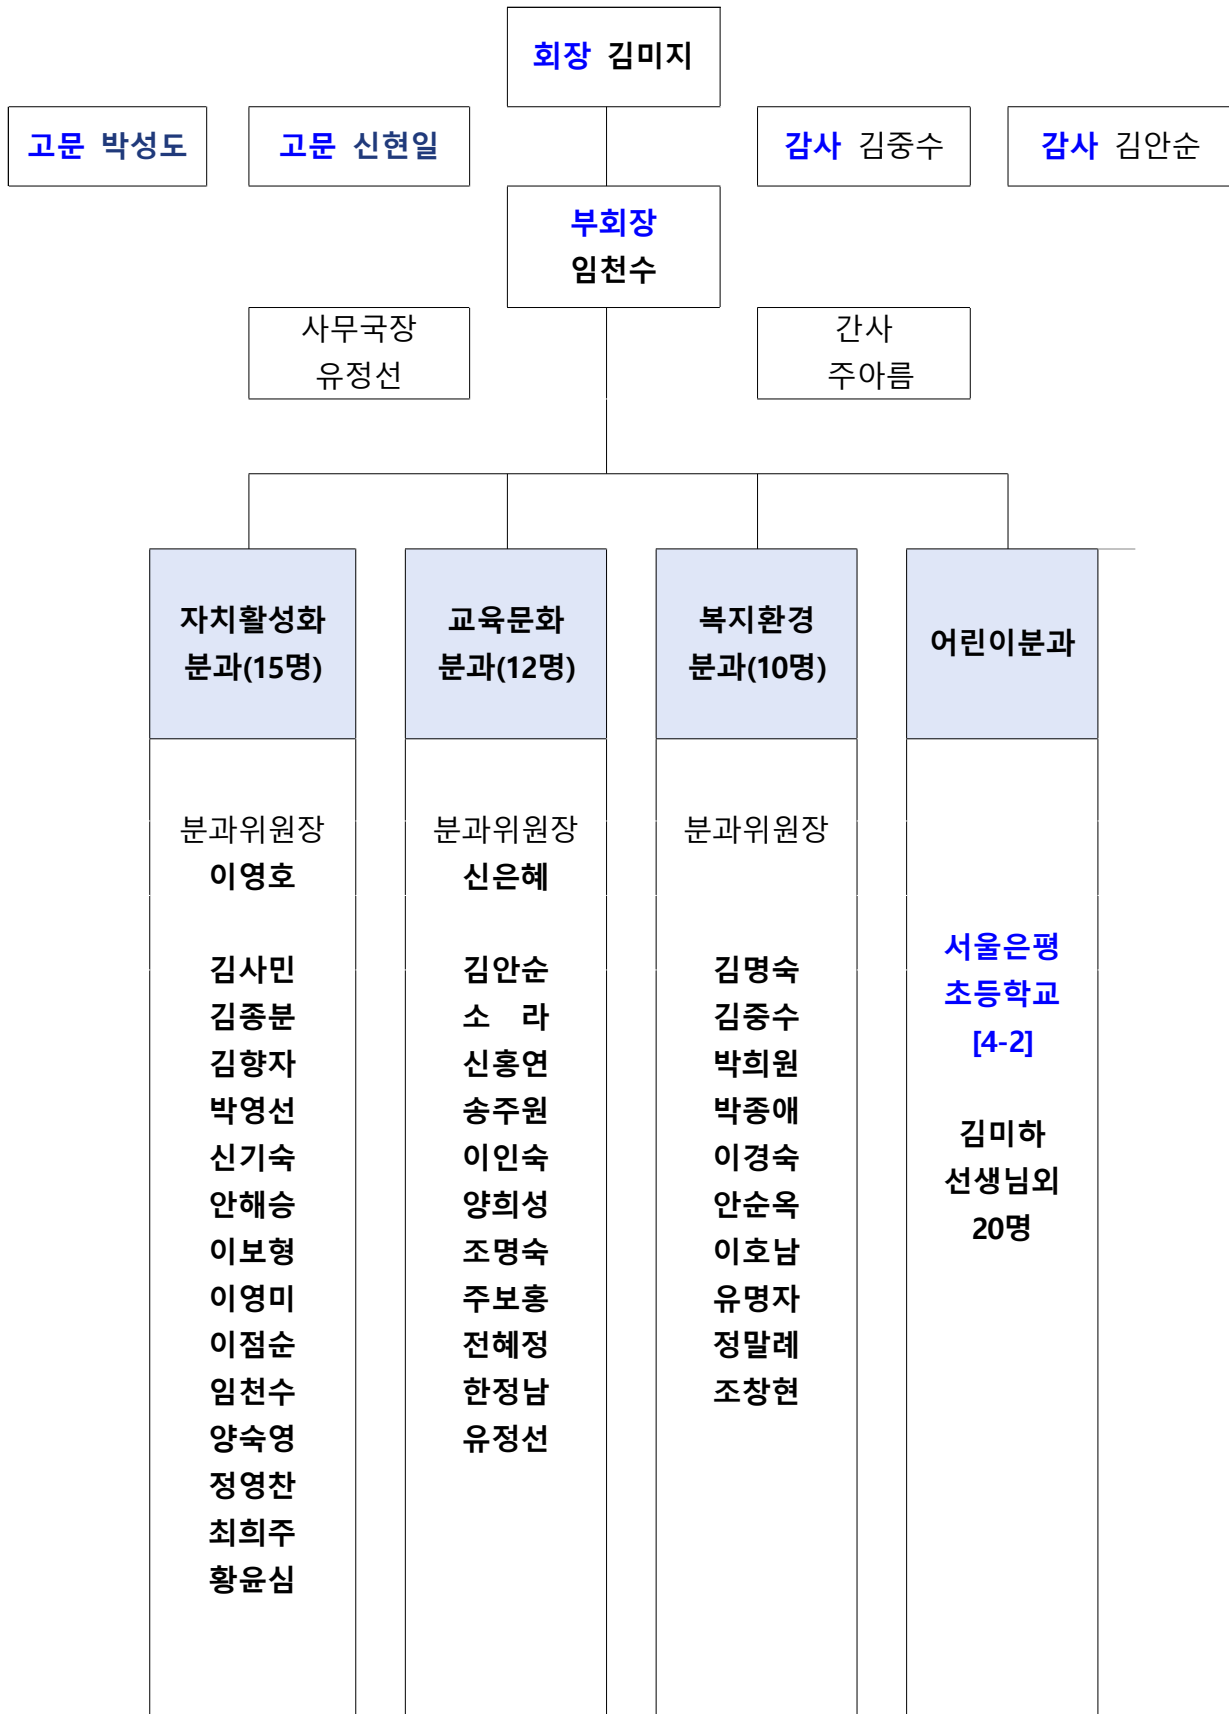 회장 김미지
고문 박성도
고문 신현일
감사 김중수
감사 김안순
부회장
임천수
사무국장
유정선
간사
주아름
자치활성화
분과(15명)
교육문화
분과(12명)
복지환경
분과(10명)
어린이분과
분과위원장
이영호
김사민
김종분
김향자
박영선
신기숙
안해승
이보형
이영미
이점순
임천수
양숙영
정영찬
최희주
황윤심
분과위원장
신은혜
김안순
소 라
신홍연
송주원
이인숙
양희성
조명숙
주보홍
전혜정
한정남
유정선
분과위원장
김명숙
김중수
박희원
박종애
이경숙
안순옥
이호남
유명자
정말례
조창현
서울은평
초등학교
[4-2]
김미하
선생님외
20명